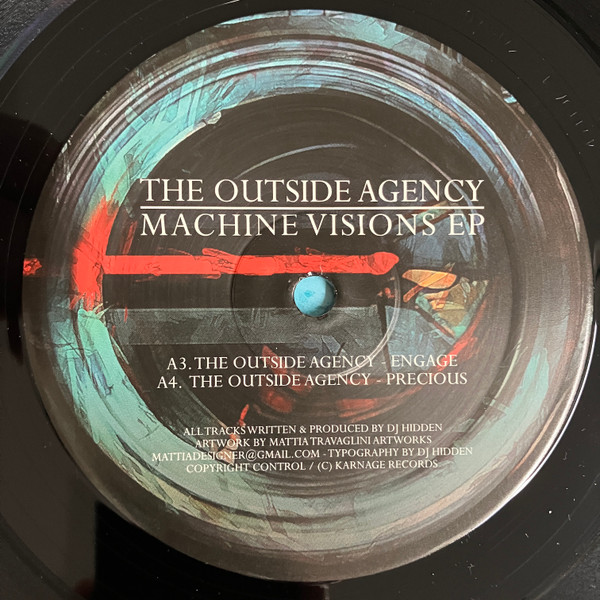 THE OUTSIDE AGENCY
MACHINE VISIONS EP
A3. THE OUTSIDE AGENCY - ENGAGE
A4. THE OUTSIDE AGENCY - PRECIOUS
ALL TRACKS WRITTEN & PRODUCED BY DJ HIDDEN
ARTWORK BY MATTIA TRAVAGLINI ARTWORKS
MATTIADESIGNER@GMAIL.COM - TYPOGRAPHY BY DJ HIDDEN
COPYRIGHT CONTROL / (C) KARNAGE RECORDS